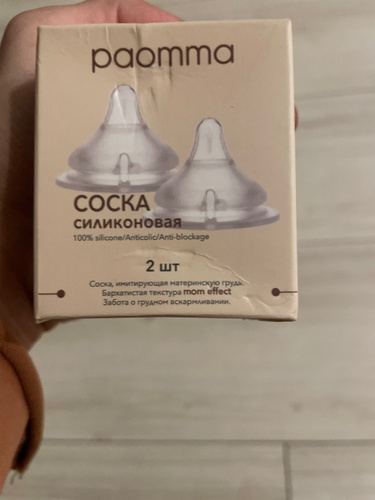 paomma
СОСКА
силиконовая
100% silicone/Anticolic/Anti-blockage
2 шт
Соска, имитирующая материнскую грудь.
Бархатистая текстура mom effect
Забота о грудном вскармливании.